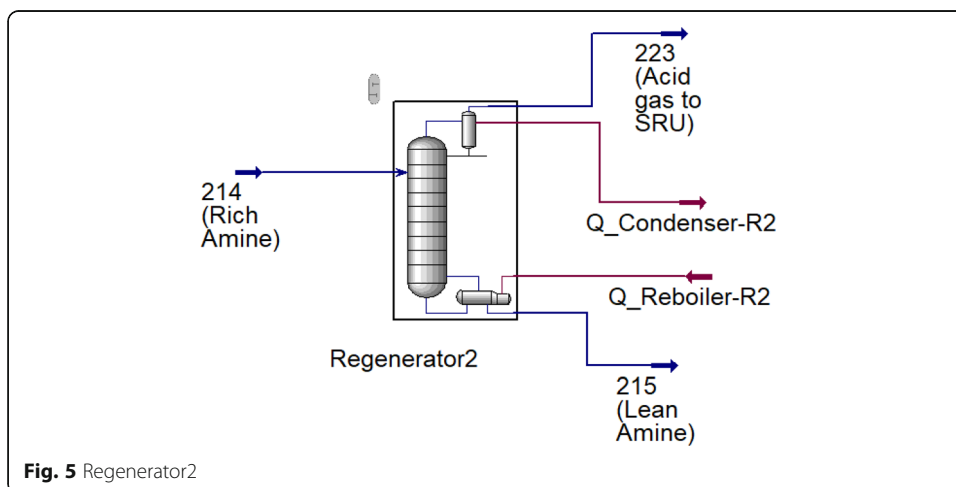 223
(Acid
gas to
SRU)
214
(Rich
Amine)
Q_Condenser-R2
Q_Reboiler-R2
Regenerator2
215
(Lean
Amine)
Fig. 5 Regenerator2